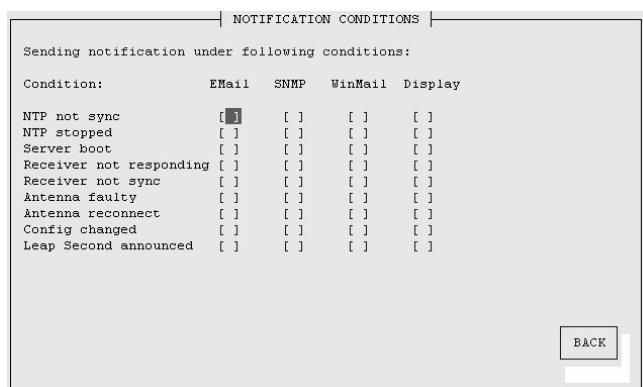 NOTIFICATION CONDITIONS
Sending notification under following conditions:
Condition: EMail SNMP WinMail Display
NTP not sync [ ] [ ] [ ] [ ]
NTP stopped [ ] [ ] [ ] [ ]
Server boot [ ] [ ] [ ] [ ]
Receiver not responding [ ] [ ] [ ] [ ]
Receiver not sync [ ] [ ] [ ] [ ]
Antenna faulty [ ] [ ] [ ] [ ]
Antenna reconnect [ ] [ ] [ ] [ ]
Config changed [ ] [ ] [ ] [ ]
Leap Second announced [ ] [ ] [ ] [ ]
BACK